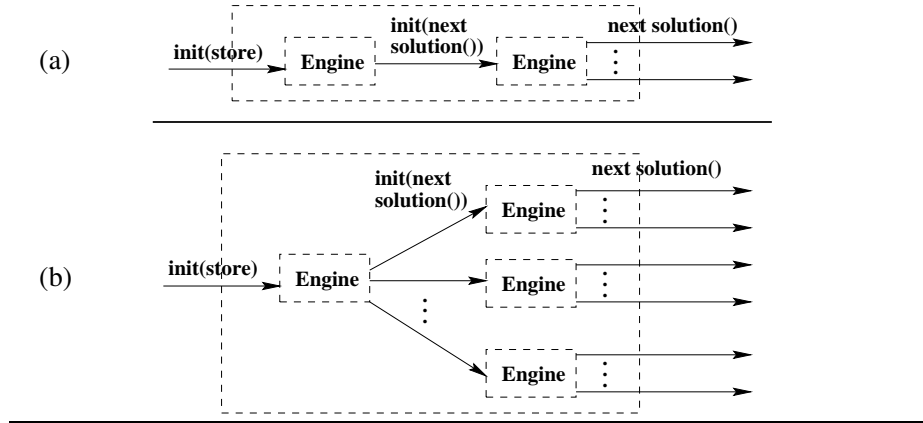 (a)
init(store)
Engine
init(next
solution())
Engine
next solution()
(b)
init(store)
Engine
init(next
solution())
Engine
Engine
Engine
next solution()